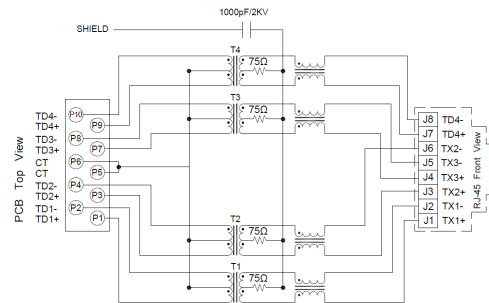 1000pF/2KV
SHIELD
T4
75Ω
T3
75Ω
T2
75Ω
T1
75Ω
PCB Top View
TD4- P10
TD4+ P9
TD3- P8
TD3+ P7
CT P6
CT P5
TD2- P4
TD2+ P3
TD1- P2
TD1+ P1
J8 TD4-
J7 TD4+
J6 TX2-
J5 TX3-
J4 TX3+
J3 TX2+
J2 TX1-
J1 TX1+
RJ-45 Front View